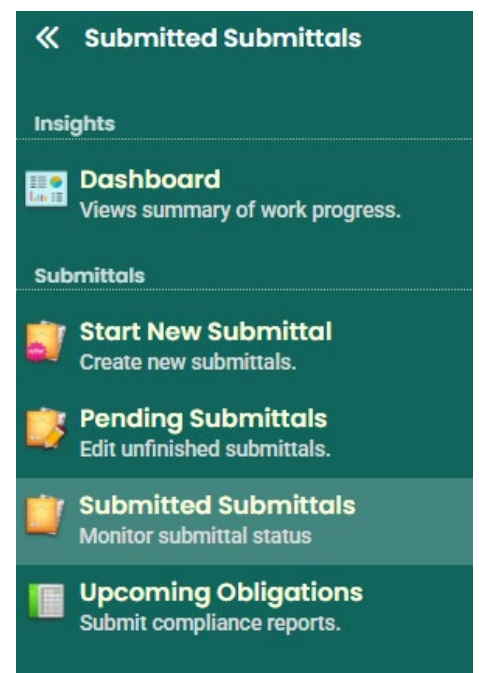 Submitted Submittals
Insights
Dashboard
Views summary of work progress.
Submittals
Start New Submittal
Create new submittals.
Pending Submittals
Edit unfinished submittals.
Submitted Submittals
Monitor submittal status
Upcoming Obligations
Submit compliance reports.